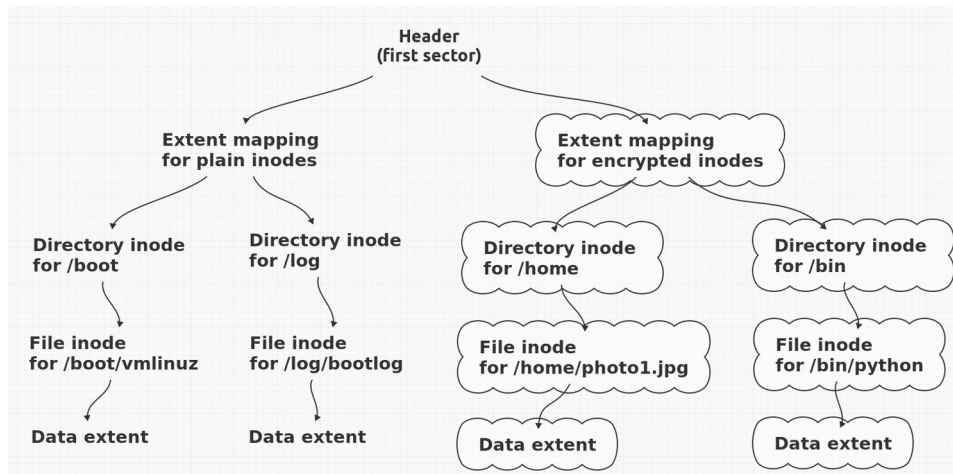 Header
(first sector)
Extent mapping
for plain inodes
Extent mapping
for encrypted inodes
Directory inode
for /boot
Directory inode
for /log
Directory inode
for /home
Directory inode
for /bin
File inode
for /boot/vmlinuz
File inode
for /log/bootlog
File inode
for /home/photo1.jpg
File inode
for /bin/python
Data extent
Data extent
Data extent
Data extent